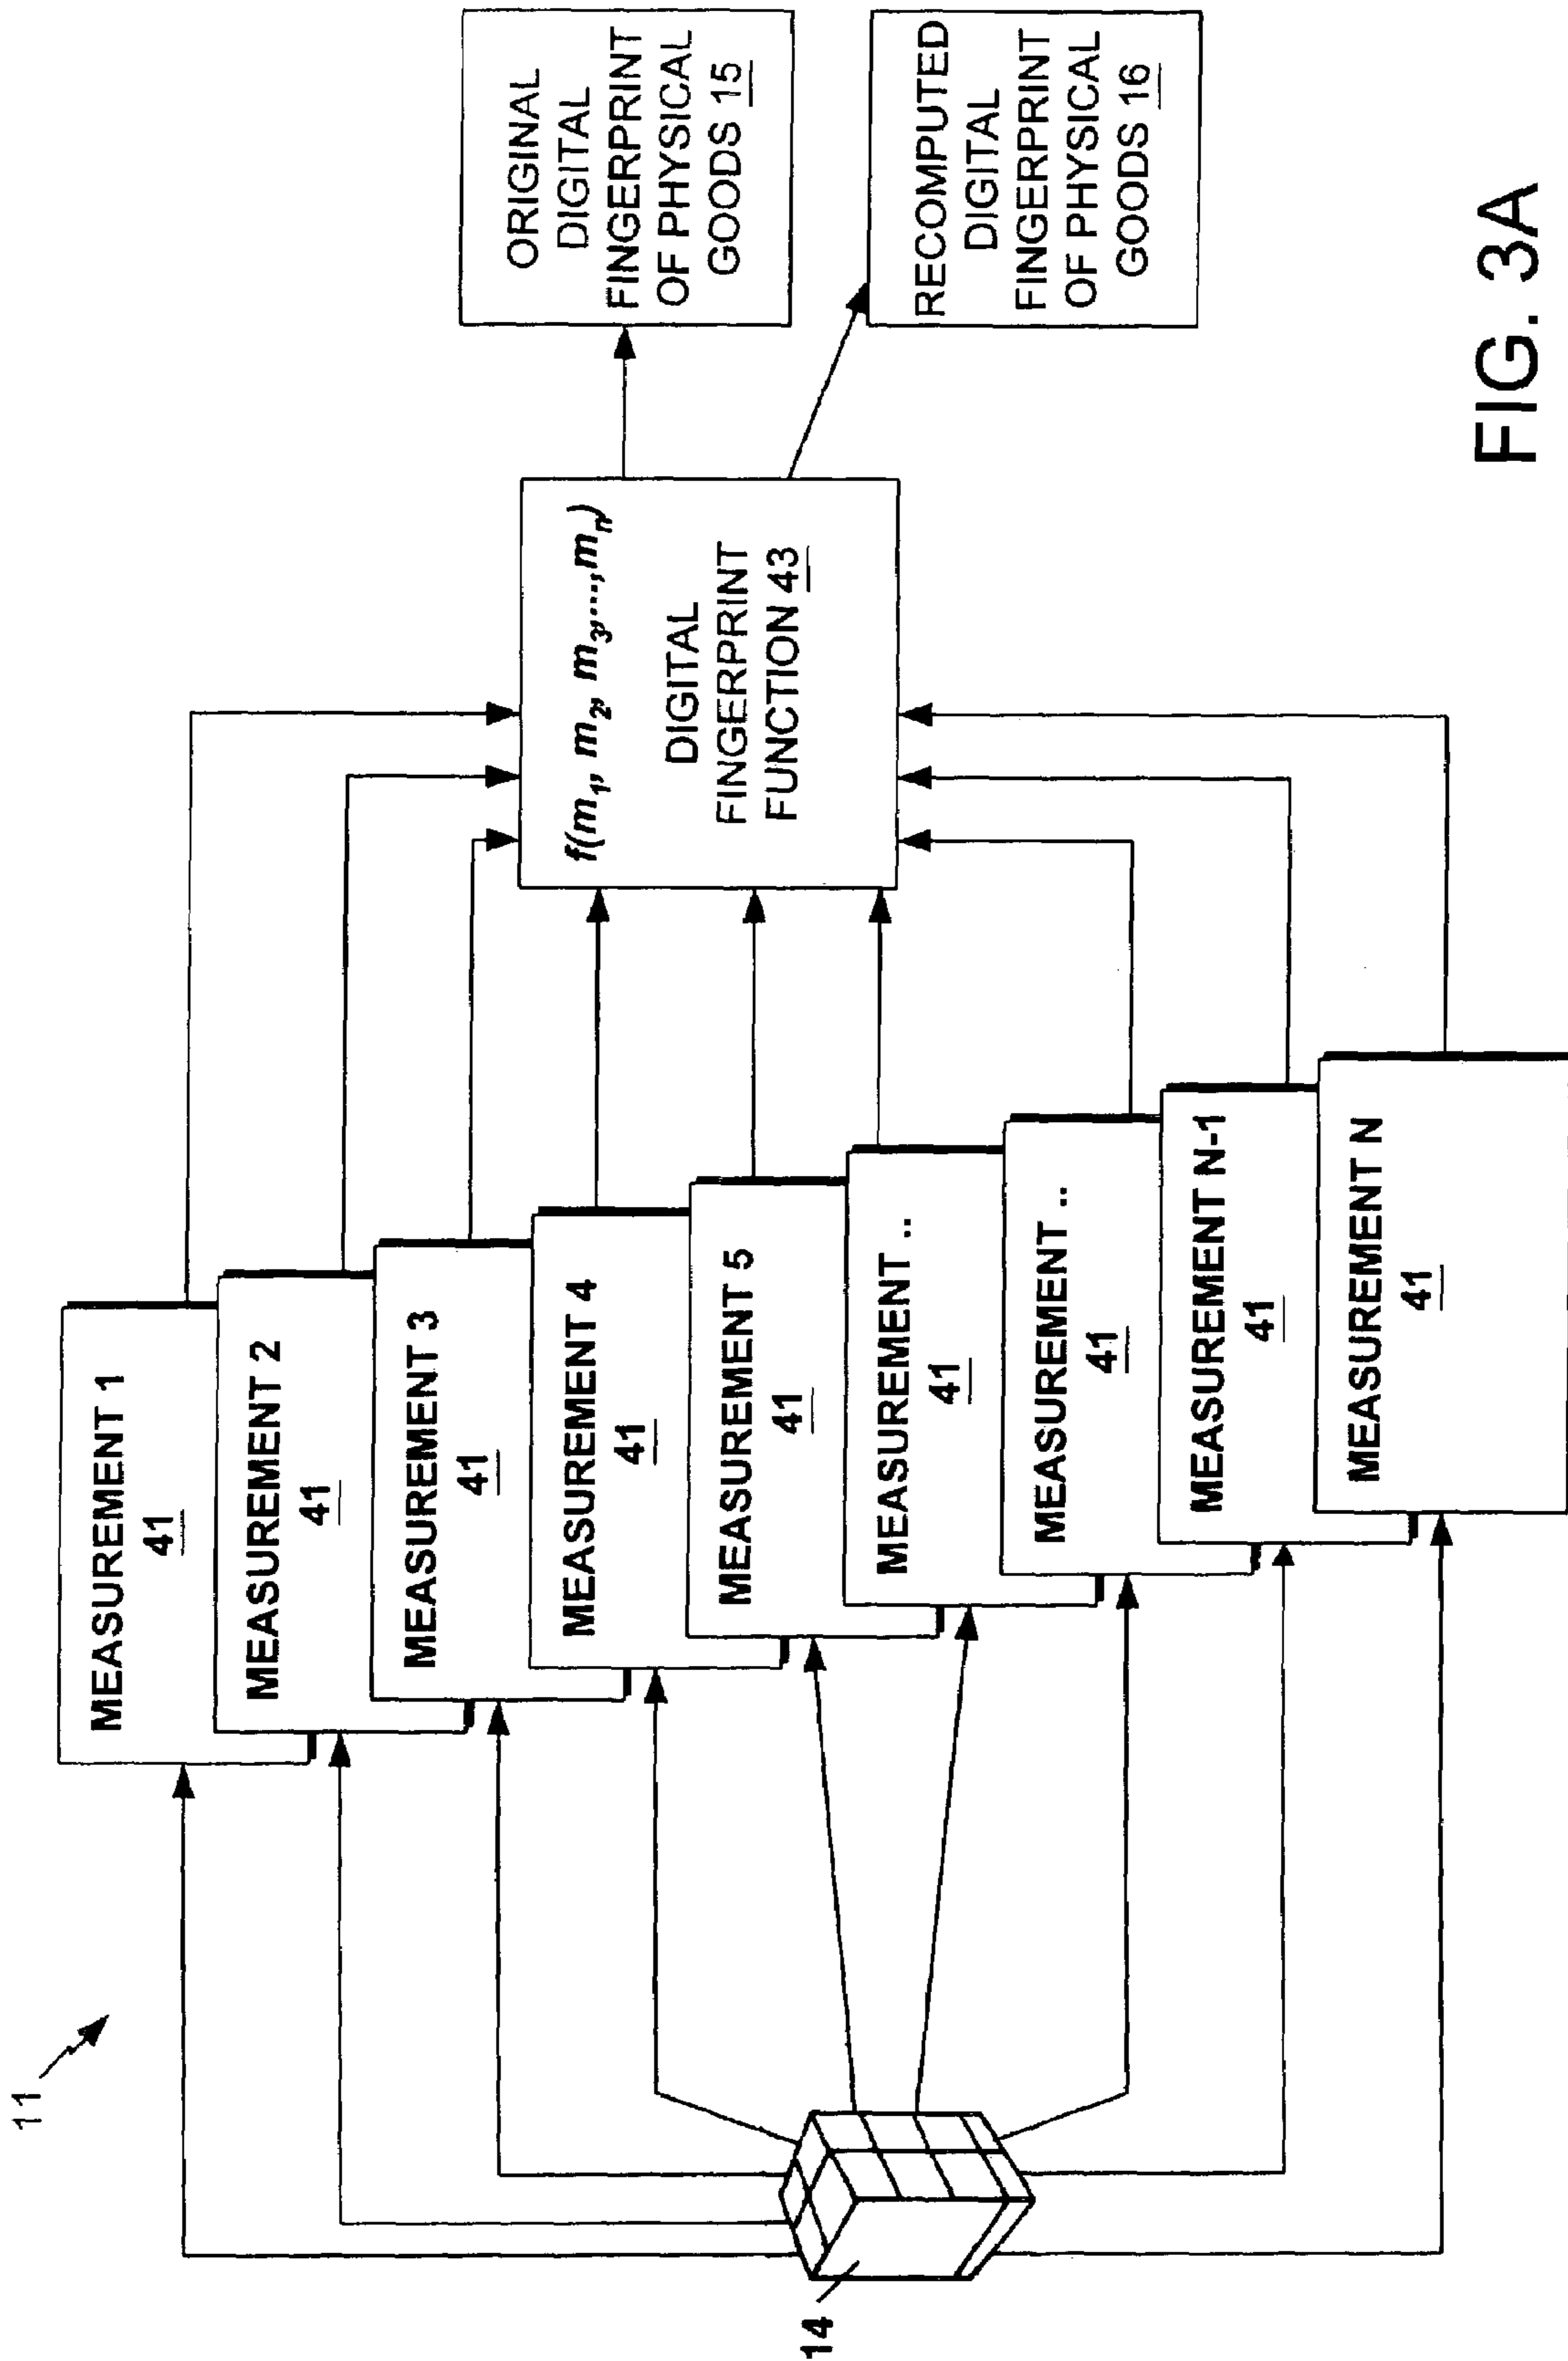 11
14
MEASUREMENT 1
41
MEASUREMENT 2
41
MEASUREMENT 3
41
MEASUREMENT 4
41
MEASUREMENT 5
41
MEASUREMENT ..
41
MEASUREMENT ..
41
MEASUREMENT N-1
41
MEASUREMENT N
41
f(m₁, m₂, m₃,...,mₙ)
DIGITAL
FINGERPRINT
FUNCTION 43
ORIGINAL
DIGITAL
FINGERPRINT
OF PHYSICAL
GOODS 15
RECOMPUTED
DIGITAL
FINGERPRINT
OF PHYSICAL
GOODS 16
FIG. 3A